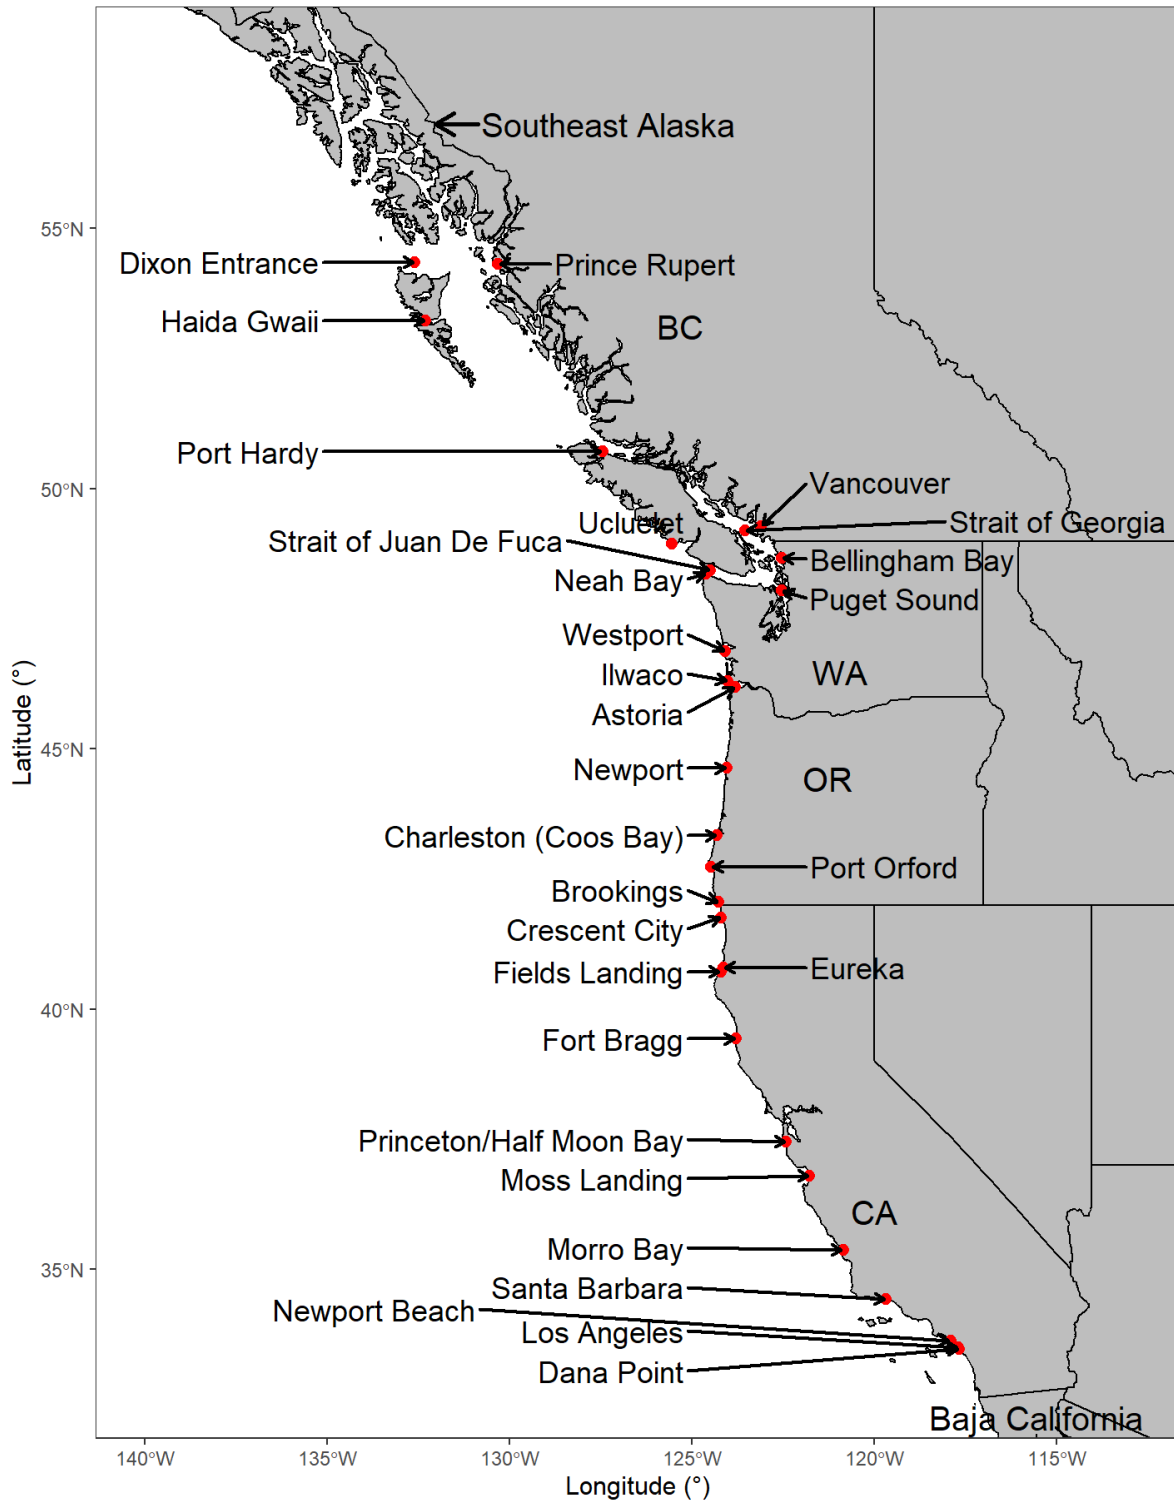 Southeast Alaska
55°N
Dixon Entrance
Prince Rupert
Haida Gwaii
BC
Port Hardy
Vancouver
50°N
Ucluelet
Strait of Georgia
Strait of Juan De Fuca
Bellingham Bay
Neah Bay
Puget Sound
Westport
Ilwaco
WA
Astoria
Latitude (°)
45°N
Newport
OR
Charleston (Coos Bay)
Port Orford
Brookings
Crescent City
Fields Landing
Eureka
40°N
Fort Bragg
Princeton/Half Moon Bay
Moss Landing
CA
Morro Bay
35°N
Santa Barbara
Newport Beach
Los Angeles
Dana Point
Baja California
140°W 135°W 130°W 125°W 120°W 115°W
Longitude (°)